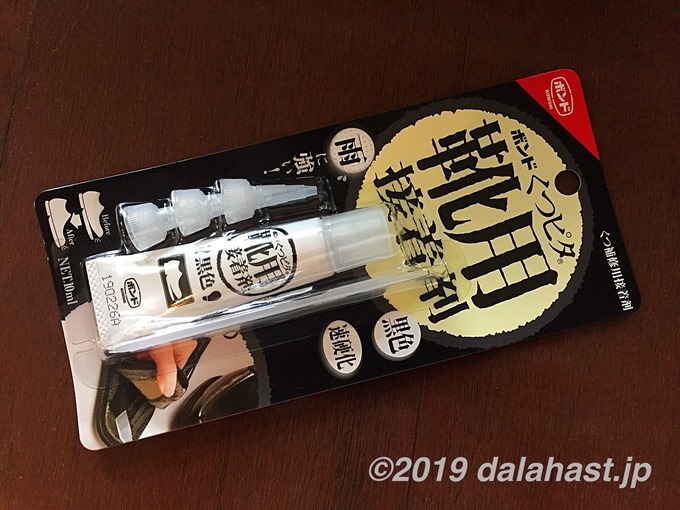 ボンド
KONISHI
ボンド くつピタ®
靴用
接着剤
くつ補修用接着剤
雨
に強い!
黒色
速硬化
Before
After
NET10ml
くつピタ
靴用
接着剤
黒色!
ボンド
190226A
©2019 dalahast.jp